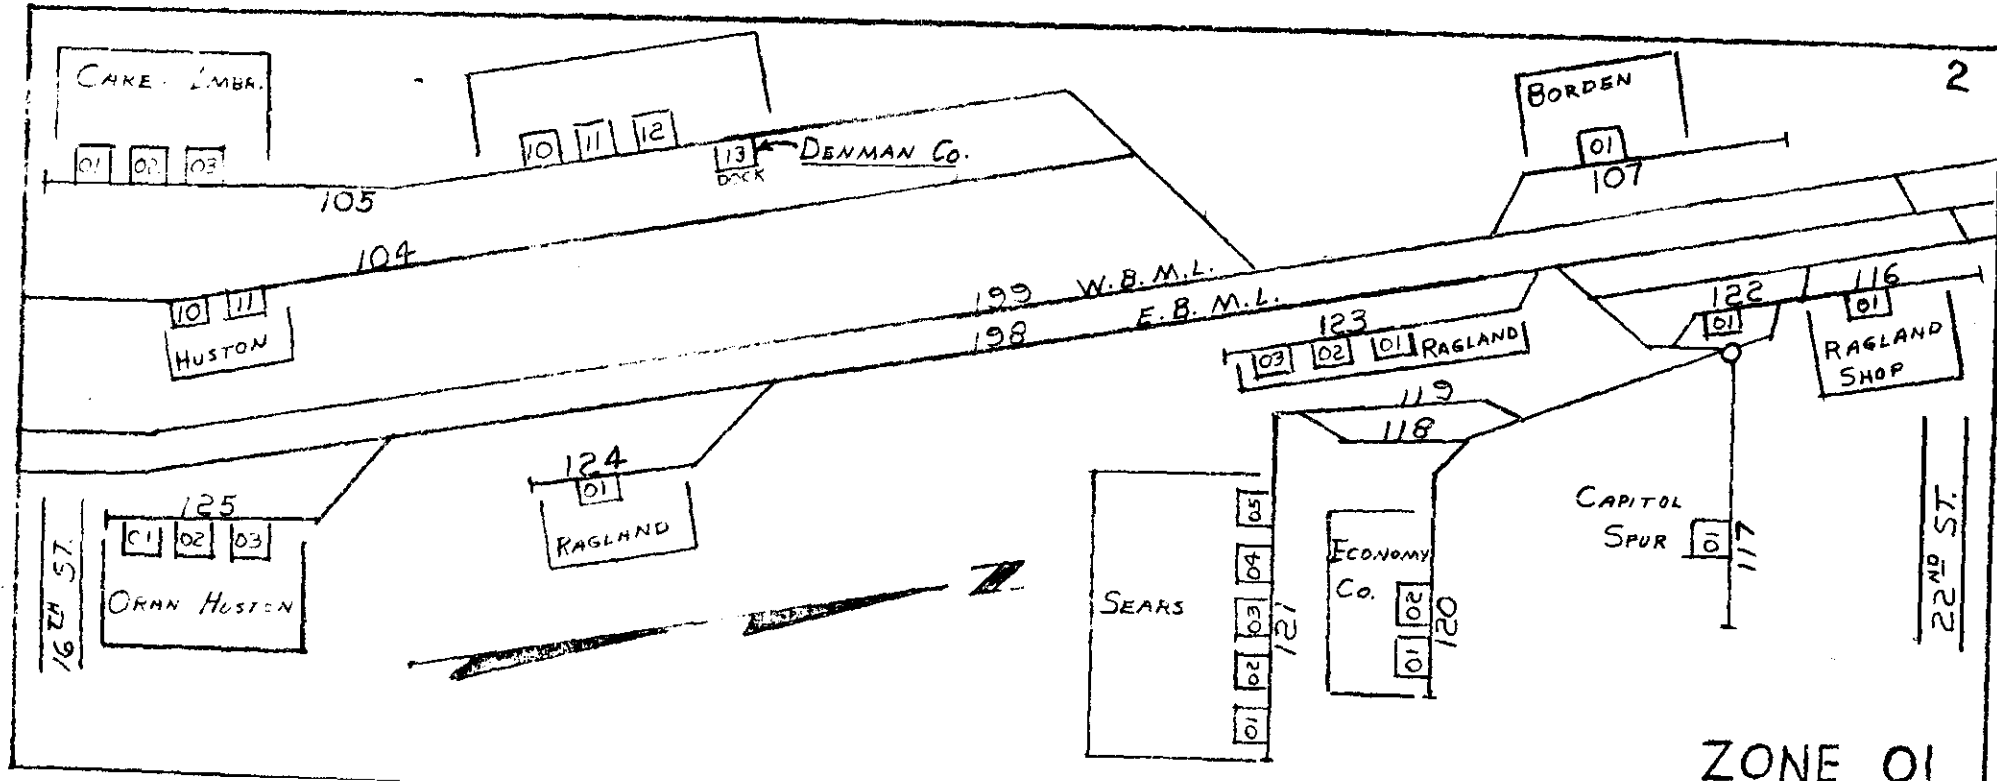 2
CAKE LMBR.
01 02 03
105
10 11 12
13
DOCK
DENMAN CO.
BORDEN
01
107
104
10 11
HUSTON
199 W.B.M.L.
198 E.B.M.L.
123
03 02 01 RAGLAND
122
01
116
01
RAGLAND
SHOP
119
118
124
01
RAGLAND
125
01 02 03
ORAN HUSTON
16TH ST.
SEARS
05
04
03
02
01
121
ECONOMY
CO.
02
01
120
CAPITOL
SPUR
01
117
22ND ST.
N
ZONE 01